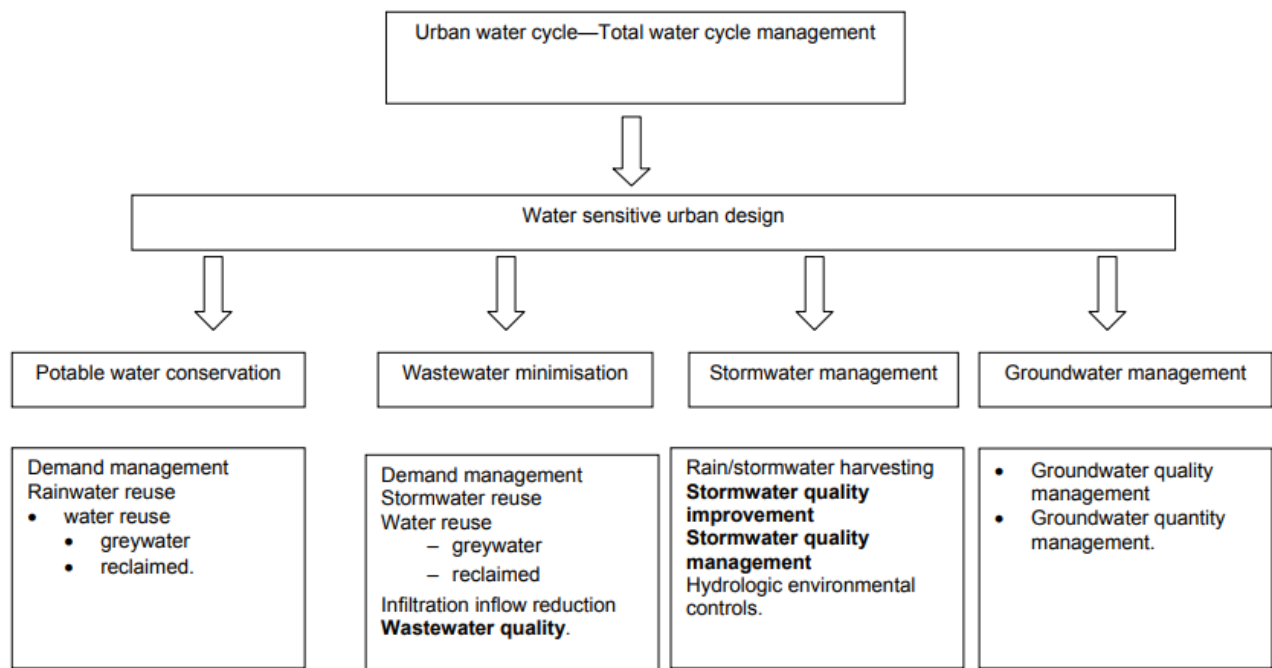 Urban water cycle—Total water cycle management
Water sensitive urban design
Potable water conservation
Wastewater minimisation
Stormwater management
Groundwater management
Demand management
Rainwater reuse
• water reuse
• greywater
• reclaimed.
Demand management
Stormwater reuse
Water reuse
– greywater
– reclaimed
Infiltration inflow reduction
Wastewater quality.
Rain/stormwater harvesting
Stormwater quality
improvement
Stormwater quality
management
Hydrologic environmental
controls.
• Groundwater quality
management
• Groundwater quantity
management.